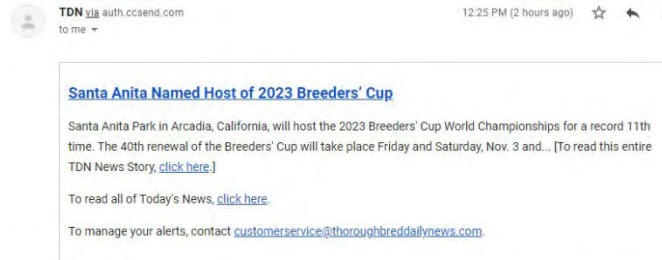 TDN via auth.ccsend.com 12:25 PM (2 hours ago)
to me
Santa Anita Named Host of 2023 Breeders' Cup
Santa Anita Park in Arcadia, California, will host the 2023 Breeders' Cup World Championships for a record 11th
time. The 40th renewal of the Breeders' Cup will take place Friday and Saturday, Nov. 3 and... [To read this entire
TDN News Story, click here.]
To read all of Today's News, click here.
To manage your alerts, contact customerservice@thoroughbreddailynews.com.